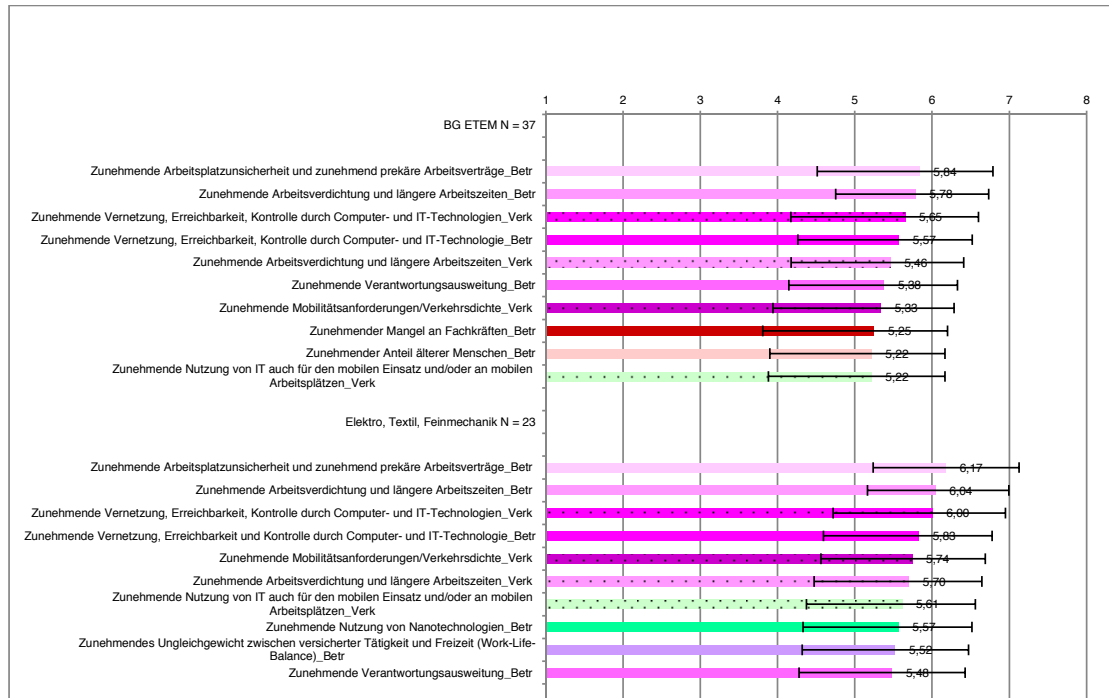 1 2 3 4 5 6 7 8
BG ETEM N = 37
Zunehmende Arbeitsplatzunsicherheit und zunehmend prekäre Arbeitsverträge_Betr 5,84
Zunehmende Arbeitsverdichtung und längere Arbeitszeiten_Betr 5,78
Zunehmende Vernetzung, Erreichbarkeit, Kontrolle durch Computer- und IT-Technologien_Verk 5,65
Zunehmende Vernetzung, Erreichbarkeit, Kontrolle durch Computer- und IT-Technologie_Betr 5,57
Zunehmende Arbeitsverdichtung und längere Arbeitszeiten_Verk 5,46
Zunehmende Verantwortungsausweitung_Betr 5,38
Zunehmende Mobilitätsanforderungen/Verkehrsdichte_Verk 5,33
Zunehmender Mangel an Fachkräften_Betr 5,25
Zunehmender Anteil älterer Menschen_Betr 5,22
Zunehmende Nutzung von IT auch für den mobilen Einsatz und/oder an mobilen
Arbeitsplätzen_Verk 5,22
Elektro, Textil, Feinmechanik N = 23
Zunehmende Arbeitsplatzunsicherheit und zunehmend prekäre Arbeitsverträge_Betr 6,17
Zunehmende Arbeitsverdichtung und längere Arbeitszeiten_Betr 6,04
Zunehmende Vernetzung, Erreichbarkeit, Kontrolle durch Computer- und IT-Technologien_Verk 6,00
Zunehmende Vernetzung, Erreichbarkeit und Kontrolle durch Computer- und IT-Technologie_Betr 5,83
Zunehmende Mobilitätsanforderungen/Verkehrsdichte_Verk 5,74
Zunehmende Arbeitsverdichtung und längere Arbeitszeiten_Verk 5,70
Zunehmende Nutzung von IT auch für den mobilen Einsatz und/oder an mobilen
Arbeitsplätzen_Verk 5,61
Zunehmende Nutzung von Nanotechnologien_Betr 5,57
Zunehmendes Ungleichgewicht zwischen versicherter Tätigkeit und Freizeit (Work-Life-
Balance)_Betr 5,52
Zunehmende Verantwortungsausweitung_Betr 5,48